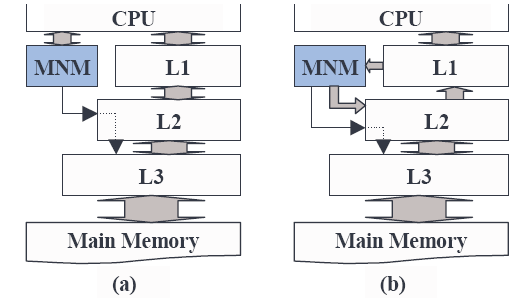 CPU
MNM
L1
L2
L3
Main Memory
(a)
CPU
MNM
L1
L2
L3
Main Memory
(b)